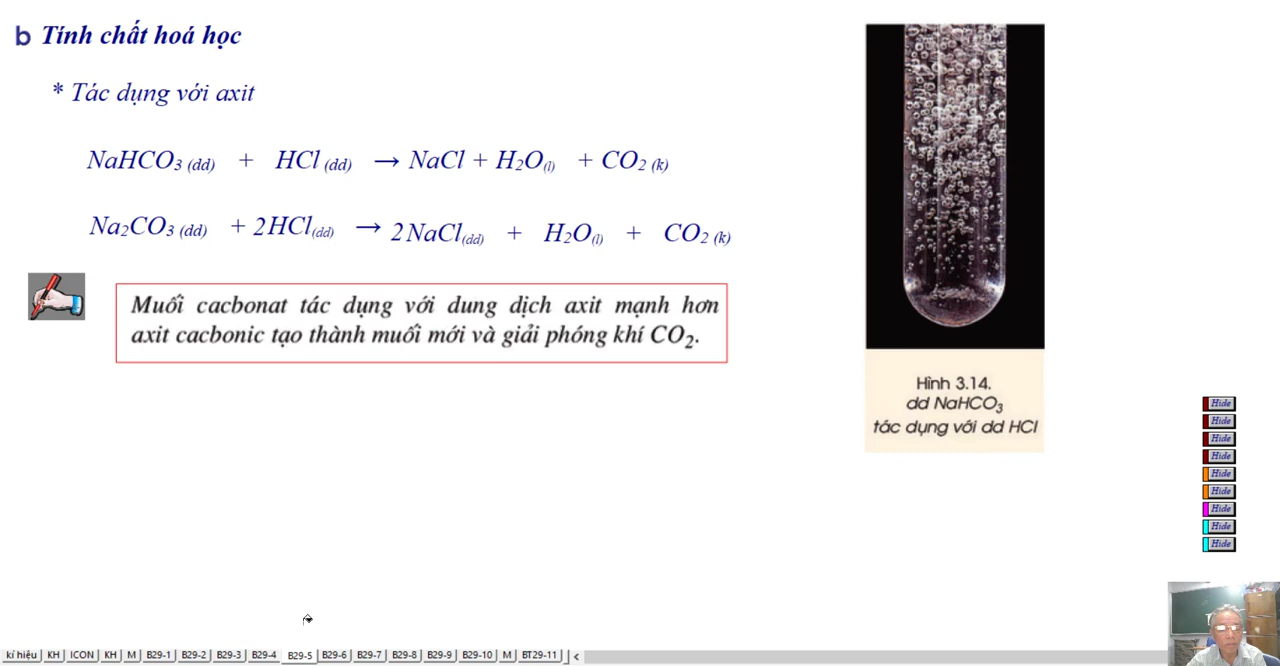 b Tính chất hoá học
* Tác dụng với axit
NaHCO₃ (dd) + HCl (dd) → NaCl + H₂O(l) + CO₂ (k)
Na₂CO₃ (dd) + 2HCl(dd) → 2NaCl(dd) + H₂O(l) + CO₂ (k)
Muối cacbonat tác dụng với dung dịch axit mạnh hơn
axit cacbonic tạo thành muối mới và giải phóng khí CO₂.
Hình 3.14.
dd NaHCO₃
tác dụng với dd HCl
Hide
Hide
Hide
Hide
Hide
Hide
Hide
Hide
Hide
kí hiệu KH ICON KH M B29-1 B29-2 B29-3 B29-4 B29-5 B29-6 B29-7 B29-8 B29-9 B29-10 M BT29-11